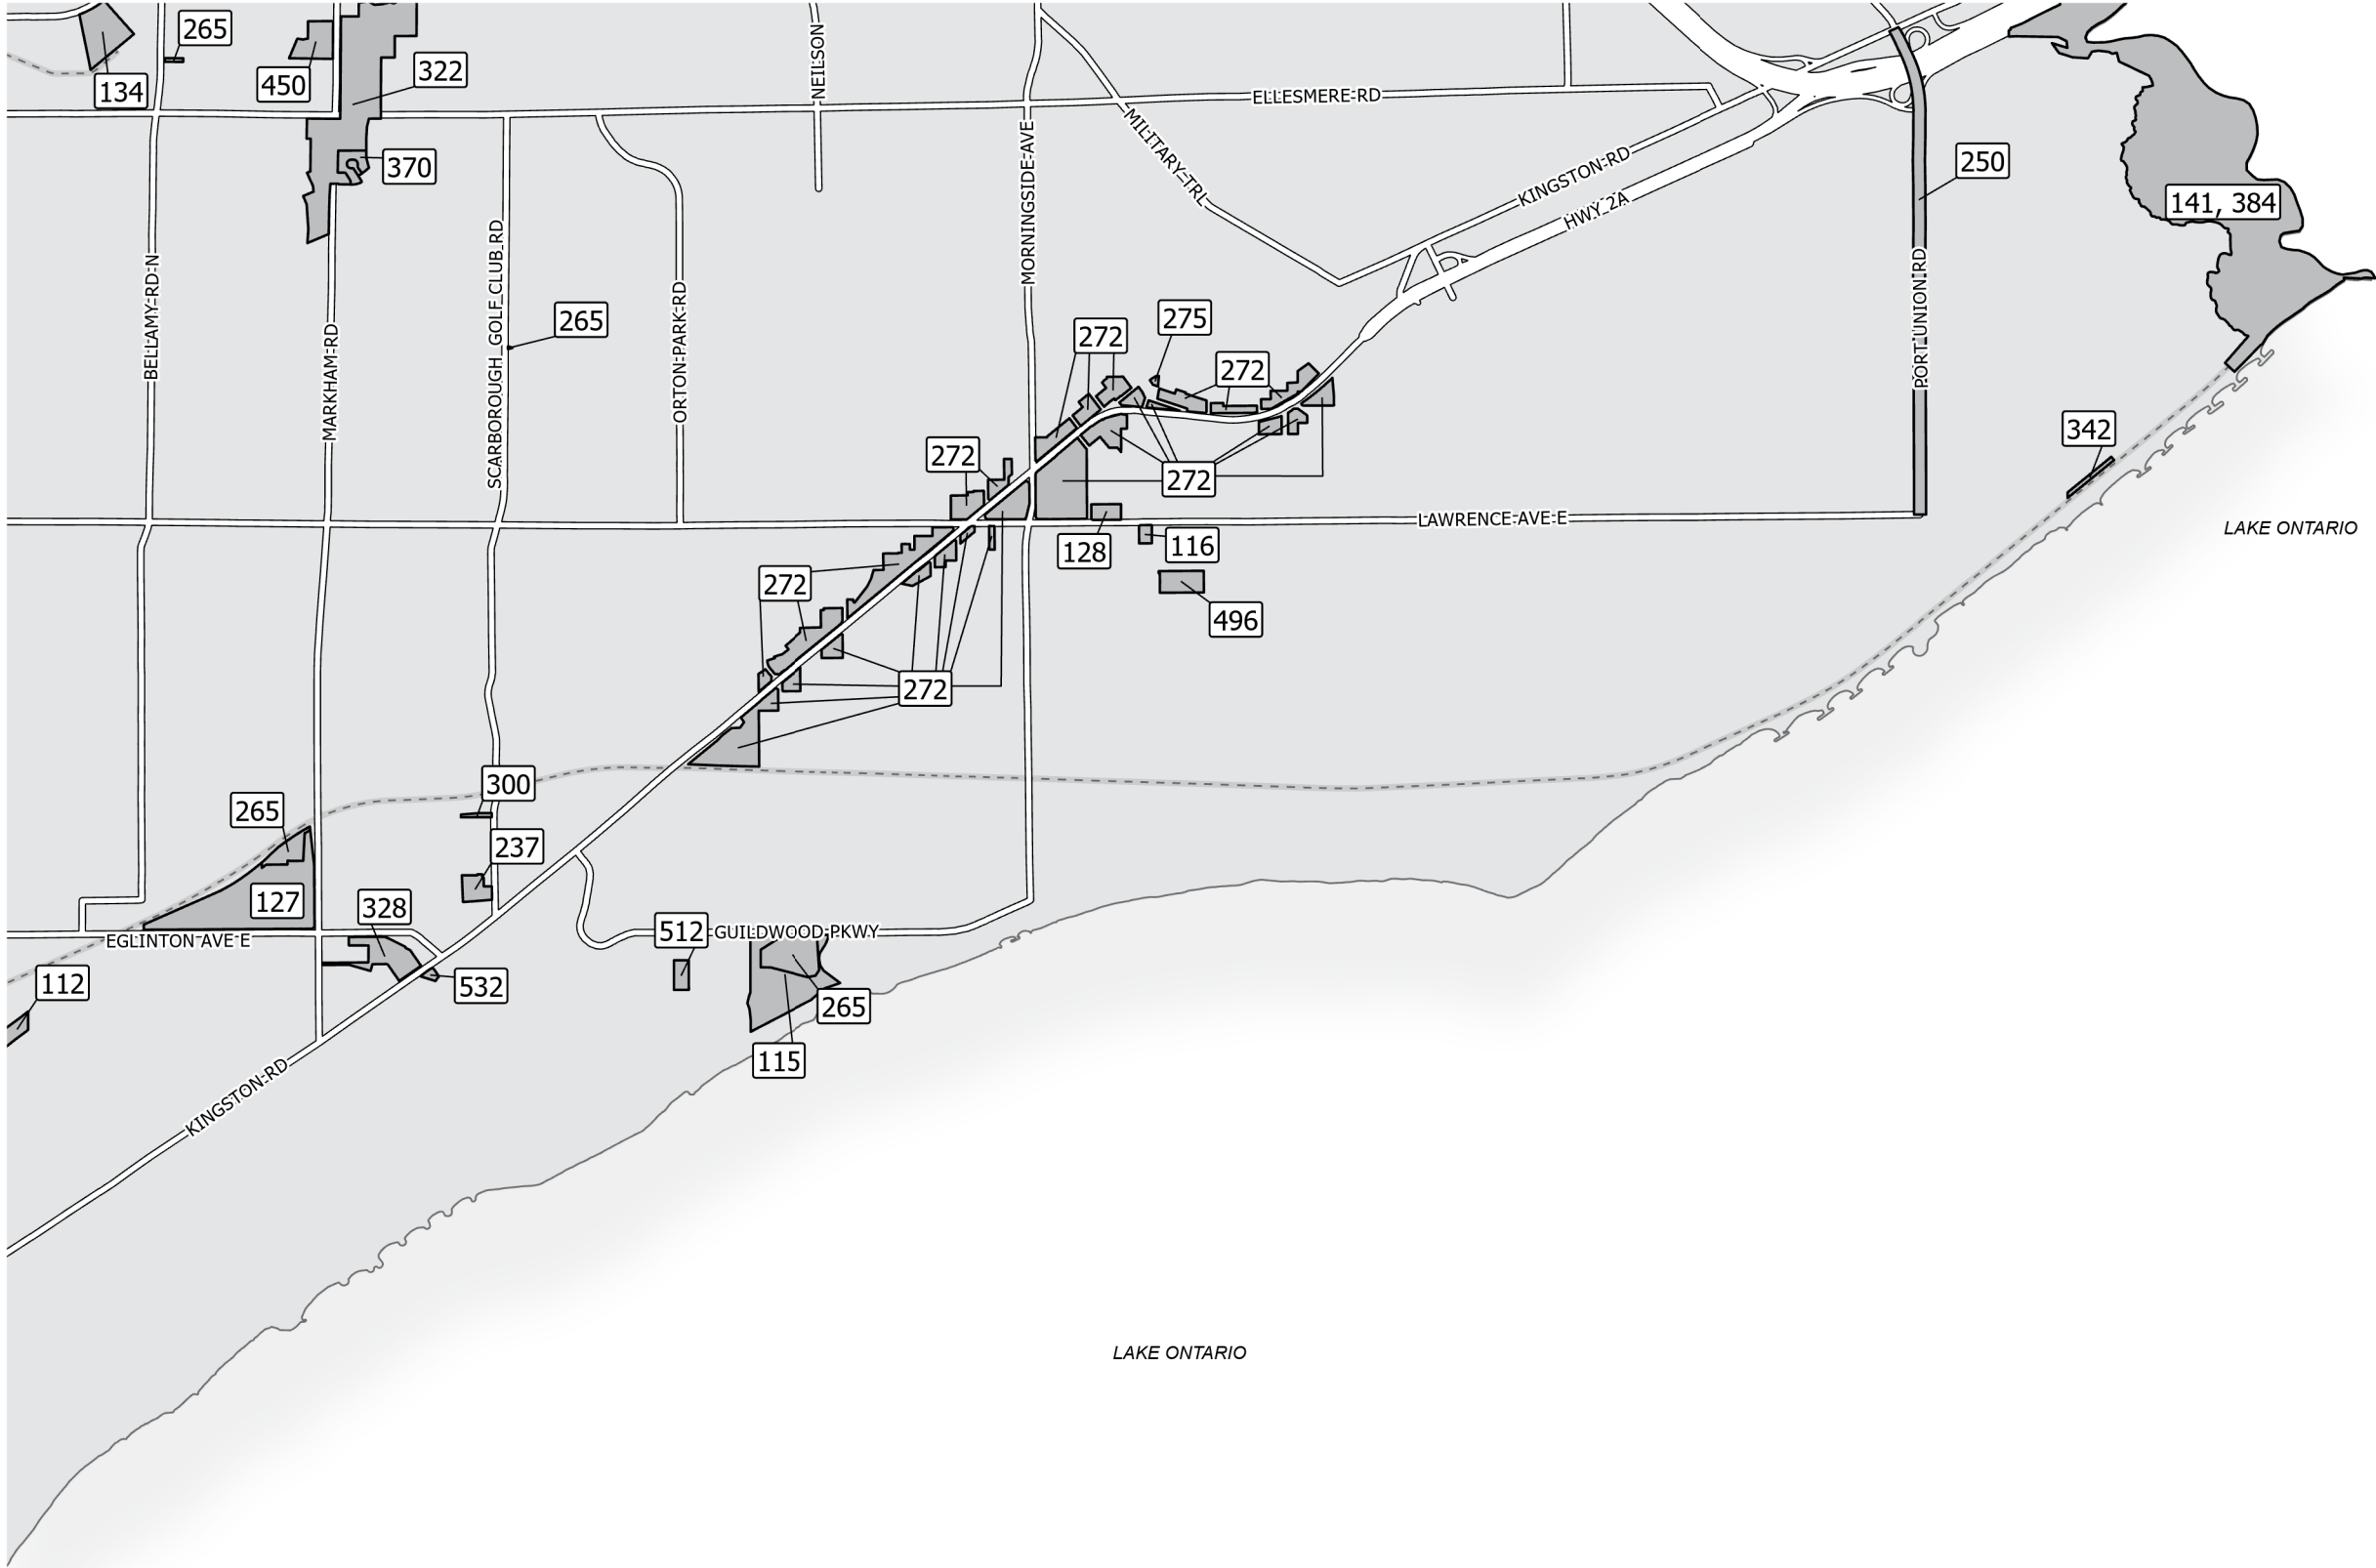 265
134
450
322
NEILSON
ELLESMERE RD
MILITARY TRL
KINGSTON RD
HWY 2A
250
141, 384
370
BELLAMY RD N
MARKHAM RD
SCARBOROUGH GOLF CLUB RD
265
ORTON PARK RD
MORNINGSIDE AVE
272
275
272
PORT UNION RD
342
272
272
LAWRENCE AVE E
LAKE ONTARIO
128
116
272
496
272
300
265
237
127
328
EGLINTON AVE E
512
GUILDWOOD PKWY
112
532
265
115
KINGSTON RD
LAKE ONTARIO